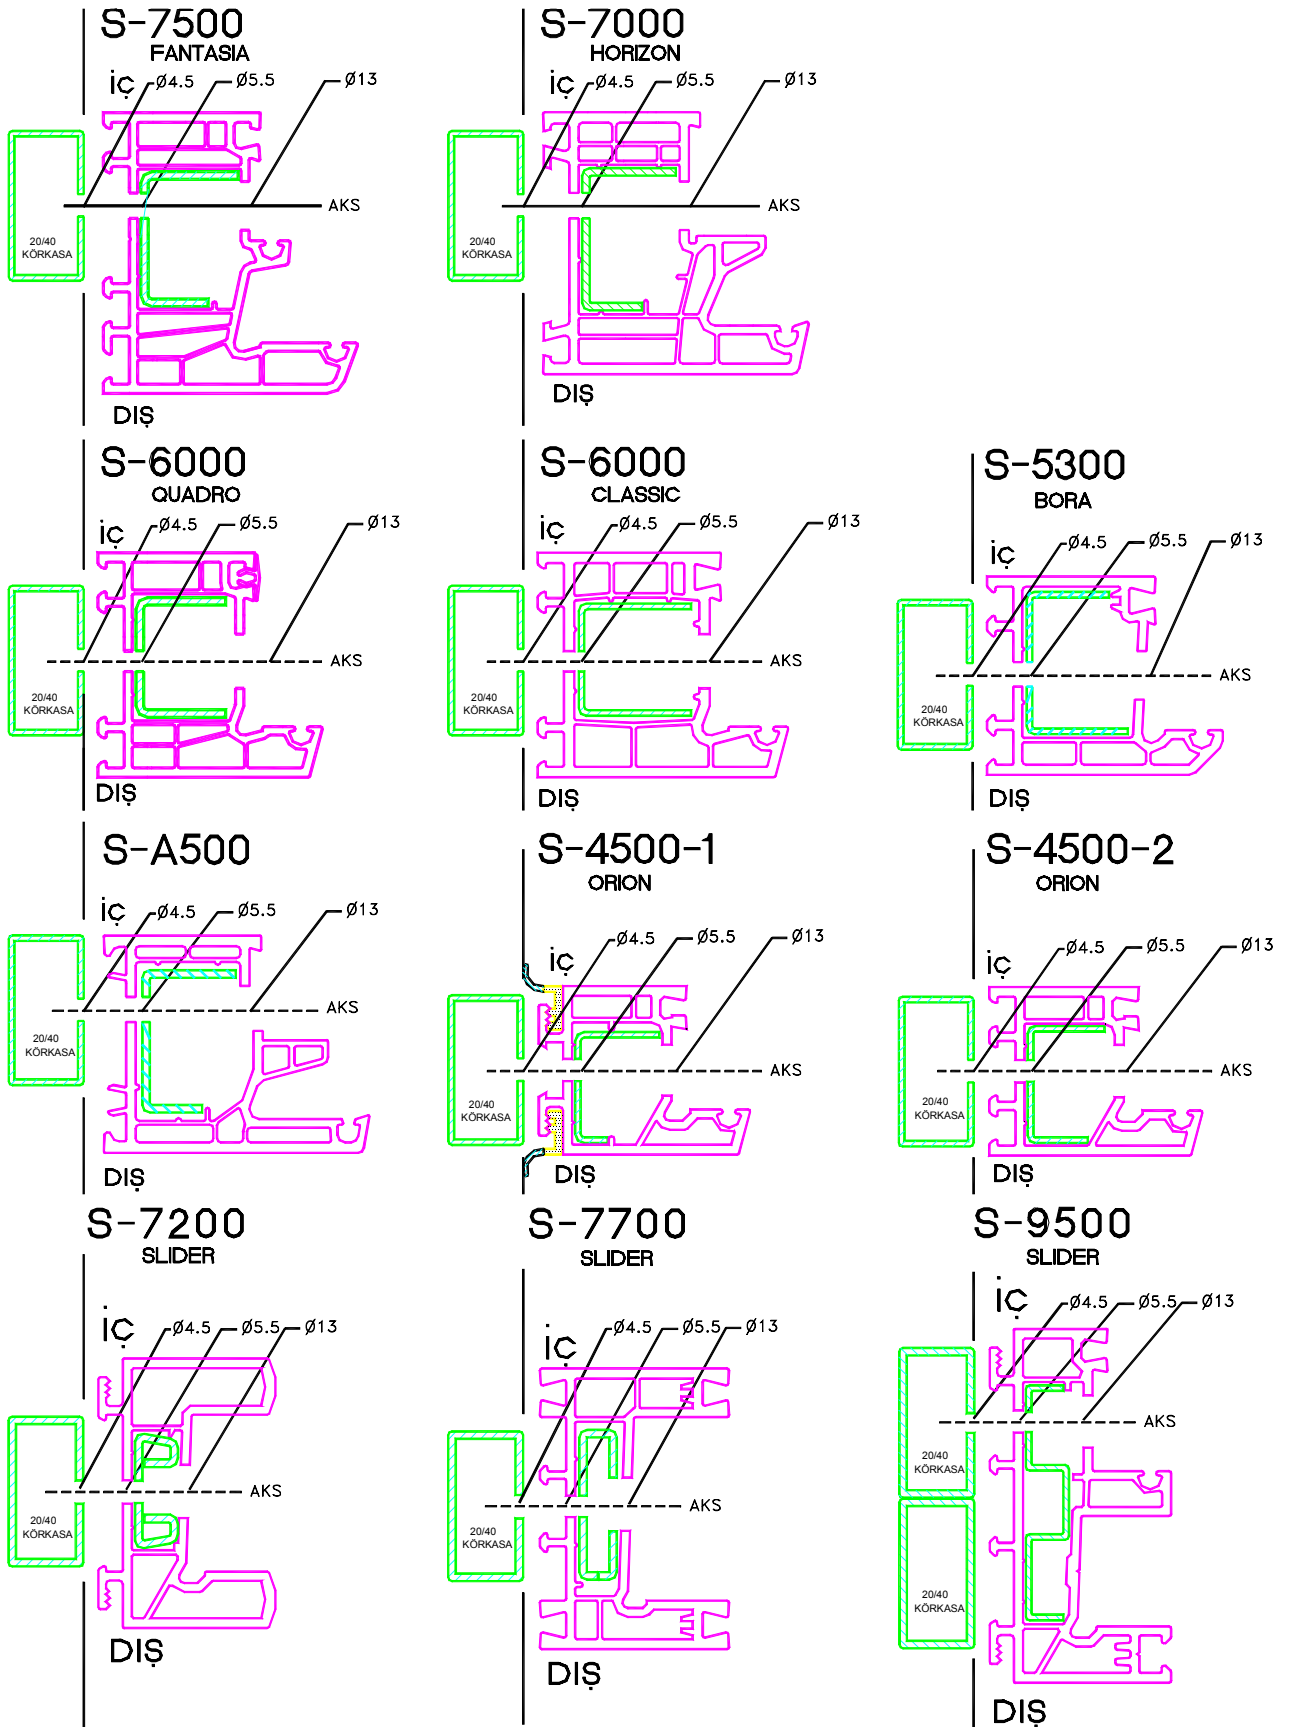 S-7500
FANTASIA
İÇ
Ø4.5
Ø5.5
Ø13
AKS
20/40
KÖRKASA
DIŞ
S-7000
HORIZON
İÇ
Ø4.5
Ø5.5
Ø13
AKS
20/40
KÖRKASA
DIŞ
S-6000
QUADRO
İÇ
Ø4.5
Ø5.5
Ø13
AKS
20/40
KÖRKASA
DIŞ
S-6000
CLASSIC
İÇ
Ø4.5
Ø5.5
Ø13
AKS
20/40
KÖRKASA
DIŞ
S-5300
BORA
İÇ
Ø4.5
Ø5.5
Ø13
AKS
20/40
KÖRKASA
DIŞ
S-A500
İÇ
Ø4.5
Ø5.5
Ø13
AKS
20/40
KÖRKASA
DIŞ
S-4500-1
ORION
İÇ
Ø4.5
Ø5.5
Ø13
AKS
20/40
KÖRKASA
DIŞ
S-4500-2
ORION
İÇ
Ø4.5
Ø5.5
Ø13
AKS
20/40
KÖRKASA
DIŞ
S-7200
SLIDER
İÇ
Ø4.5
Ø5.5
Ø13
AKS
20/40
KÖRKASA
DIŞ
S-7700
SLIDER
İÇ
Ø4.5
Ø5.5
Ø13
AKS
20/40
KÖRKASA
DIŞ
S-9500
SLIDER
İÇ
Ø4.5
Ø5.5
Ø13
AKS
20/40
KÖRKASA
20/40
KÖRKASA
DIŞ